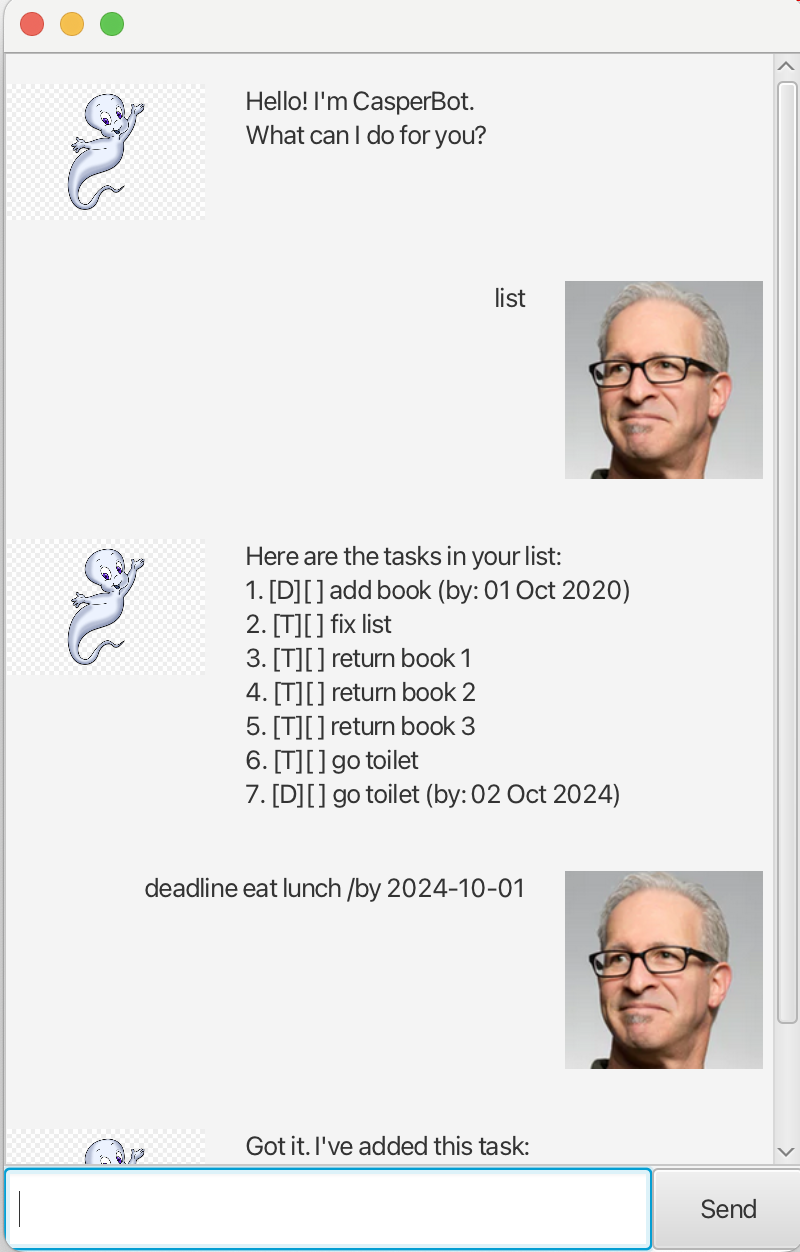 Hello! I'm CasperBot.
What can I do for you?
list
Here are the tasks in your list:
1. [D][ ] add book (by: 01 Oct 2020)
2. [T][ ] fix list
3. [T][ ] return book 1
4. [T][ ] return book 2
5. [T][ ] return book 3
6. [T][ ] go toilet
7. [D][ ] go toilet (by: 02 Oct 2024)
deadline eat lunch /by 2024-10-01
Got it. I've added this task:
Send